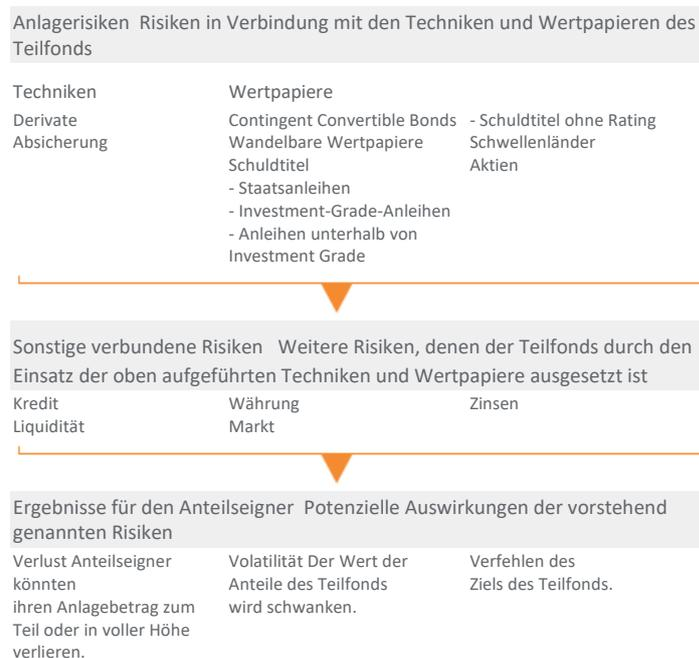 Anlagerisiken Risiken in Verbindung mit den Techniken und Wertpapieren des
Teilfonds
Techniken
Derivate
Absicherung
Wertpapiere
Contingent Convertible Bonds
Wandelbare Wertpapiere
Schuldtitel
- Staatsanleihen
- Investment-Grade-Anleihen
- Anleihen unterhalb von
Investment Grade
- Schuldtitel ohne Rating
Schwellenländer
Aktien
Sonstige verbundene Risiken Weitere Risiken, denen der Teilfonds durch den
Einsatz der oben aufgeführten Techniken und Wertpapiere ausgesetzt ist
Kredit
Liquidität
Währung
Markt
Zinsen
Ergebnisse für den Anteilseigner Potenzielle Auswirkungen der vorstehend
genannten Risiken
Verlust Anteilseigner
könnten
ihren Anlagebetrag zum
Teil oder in voller Höhe
verlieren.
Volatilität Der Wert der
Anteile des Teilfonds
wird schwanken.
Verfehlen des
Ziels des Teilfonds.